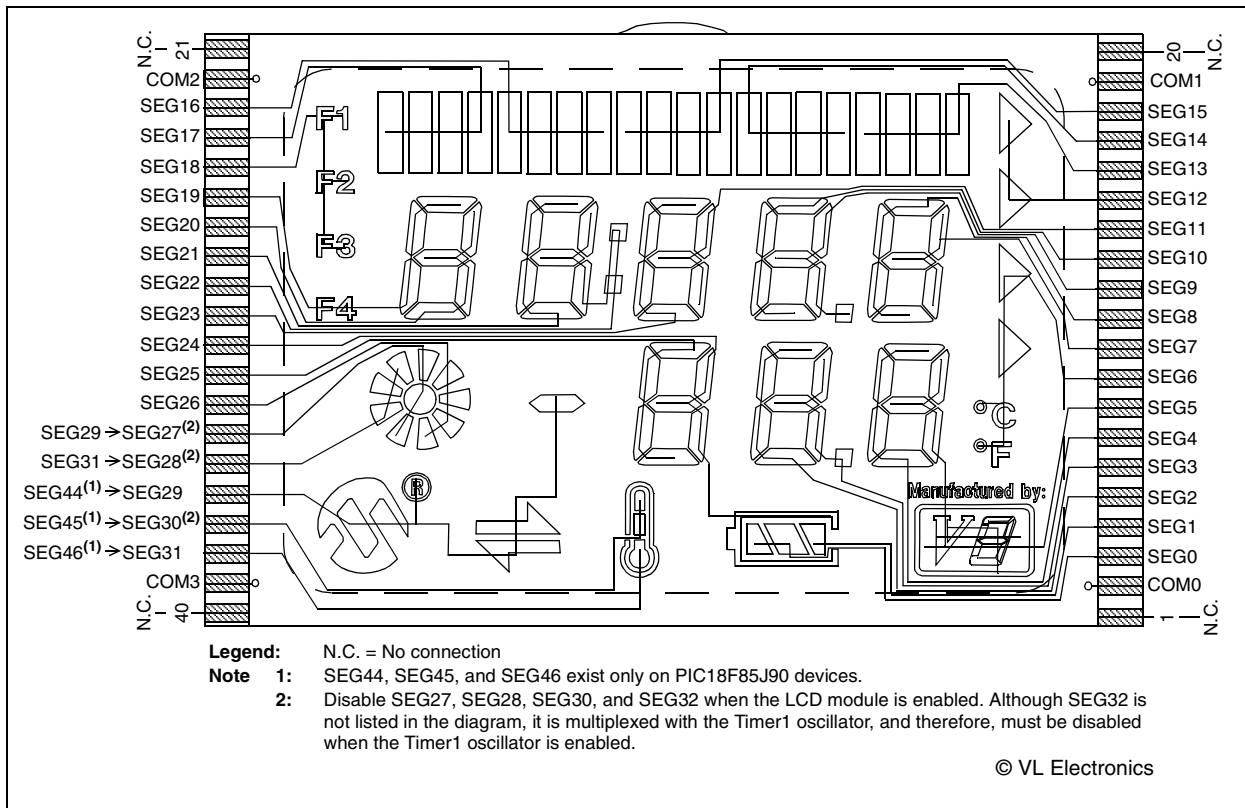 N.C.
21
COM2
SEG16
SEG17
SEG18
SEG19
SEG20
SEG21
SEG22
SEG23
SEG24
SEG25
SEG26
SEG29 → SEG27(2)
SEG31 → SEG28(2)
SEG44(1) → SEG29
SEG45(1) → SEG30(2)
SEG46(1) → SEG31
COM3
N.C.
40
F1
F2
F3
F4
®
°C
°F
Manufactured by:
V
20
N.C.
COM1
SEG15
SEG14
SEG13
SEG12
SEG11
SEG10
SEG9
SEG8
SEG7
SEG6
SEG5
SEG4
SEG3
SEG2
SEG1
SEG0
COM0
1
N.C.
Legend: N.C. = No connection
Note 1: SEG44, SEG45, and SEG46 exist only on PIC18F85J90 devices.
2: Disable SEG27, SEG28, SEG30, and SEG32 when the LCD module is enabled. Although SEG32 is
not listed in the diagram, it is multiplexed with the Timer1 oscillator, and therefore, must be disabled
when the Timer1 oscillator is enabled.
© VL Electronics